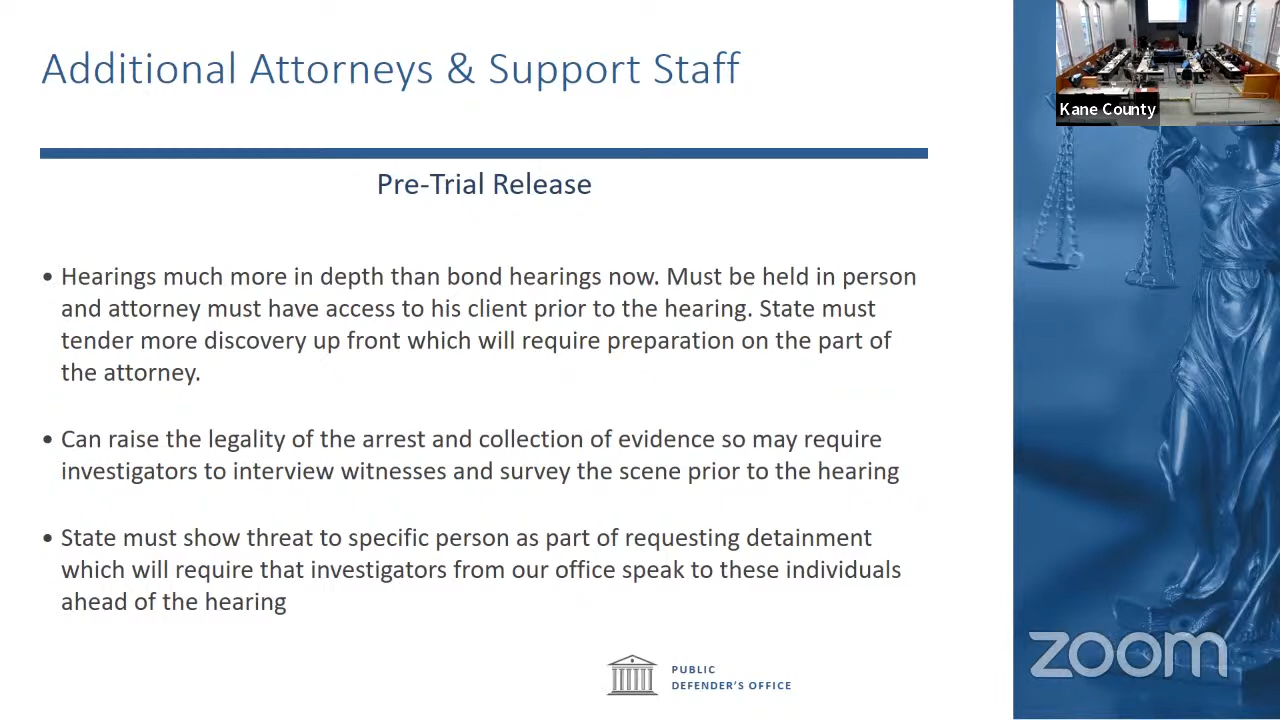 Additional Attorneys & Support Staff
Kane County
Pre-Trial Release
• Hearings much more in depth than bond hearings now. Must be held in person
and attorney must have access to his client prior to the hearing. State must
tender more discovery up front which will require preparation on the part of
the attorney.
• Can raise the legality of the arrest and collection of evidence so may require
investigators to interview witnesses and survey the scene prior to the hearing
• State must show threat to specific person as part of requesting detainment
which will require that investigators from our office speak to these individuals
ahead of the hearing
PUBLIC
DEFENDER'S OFFICE
zoom